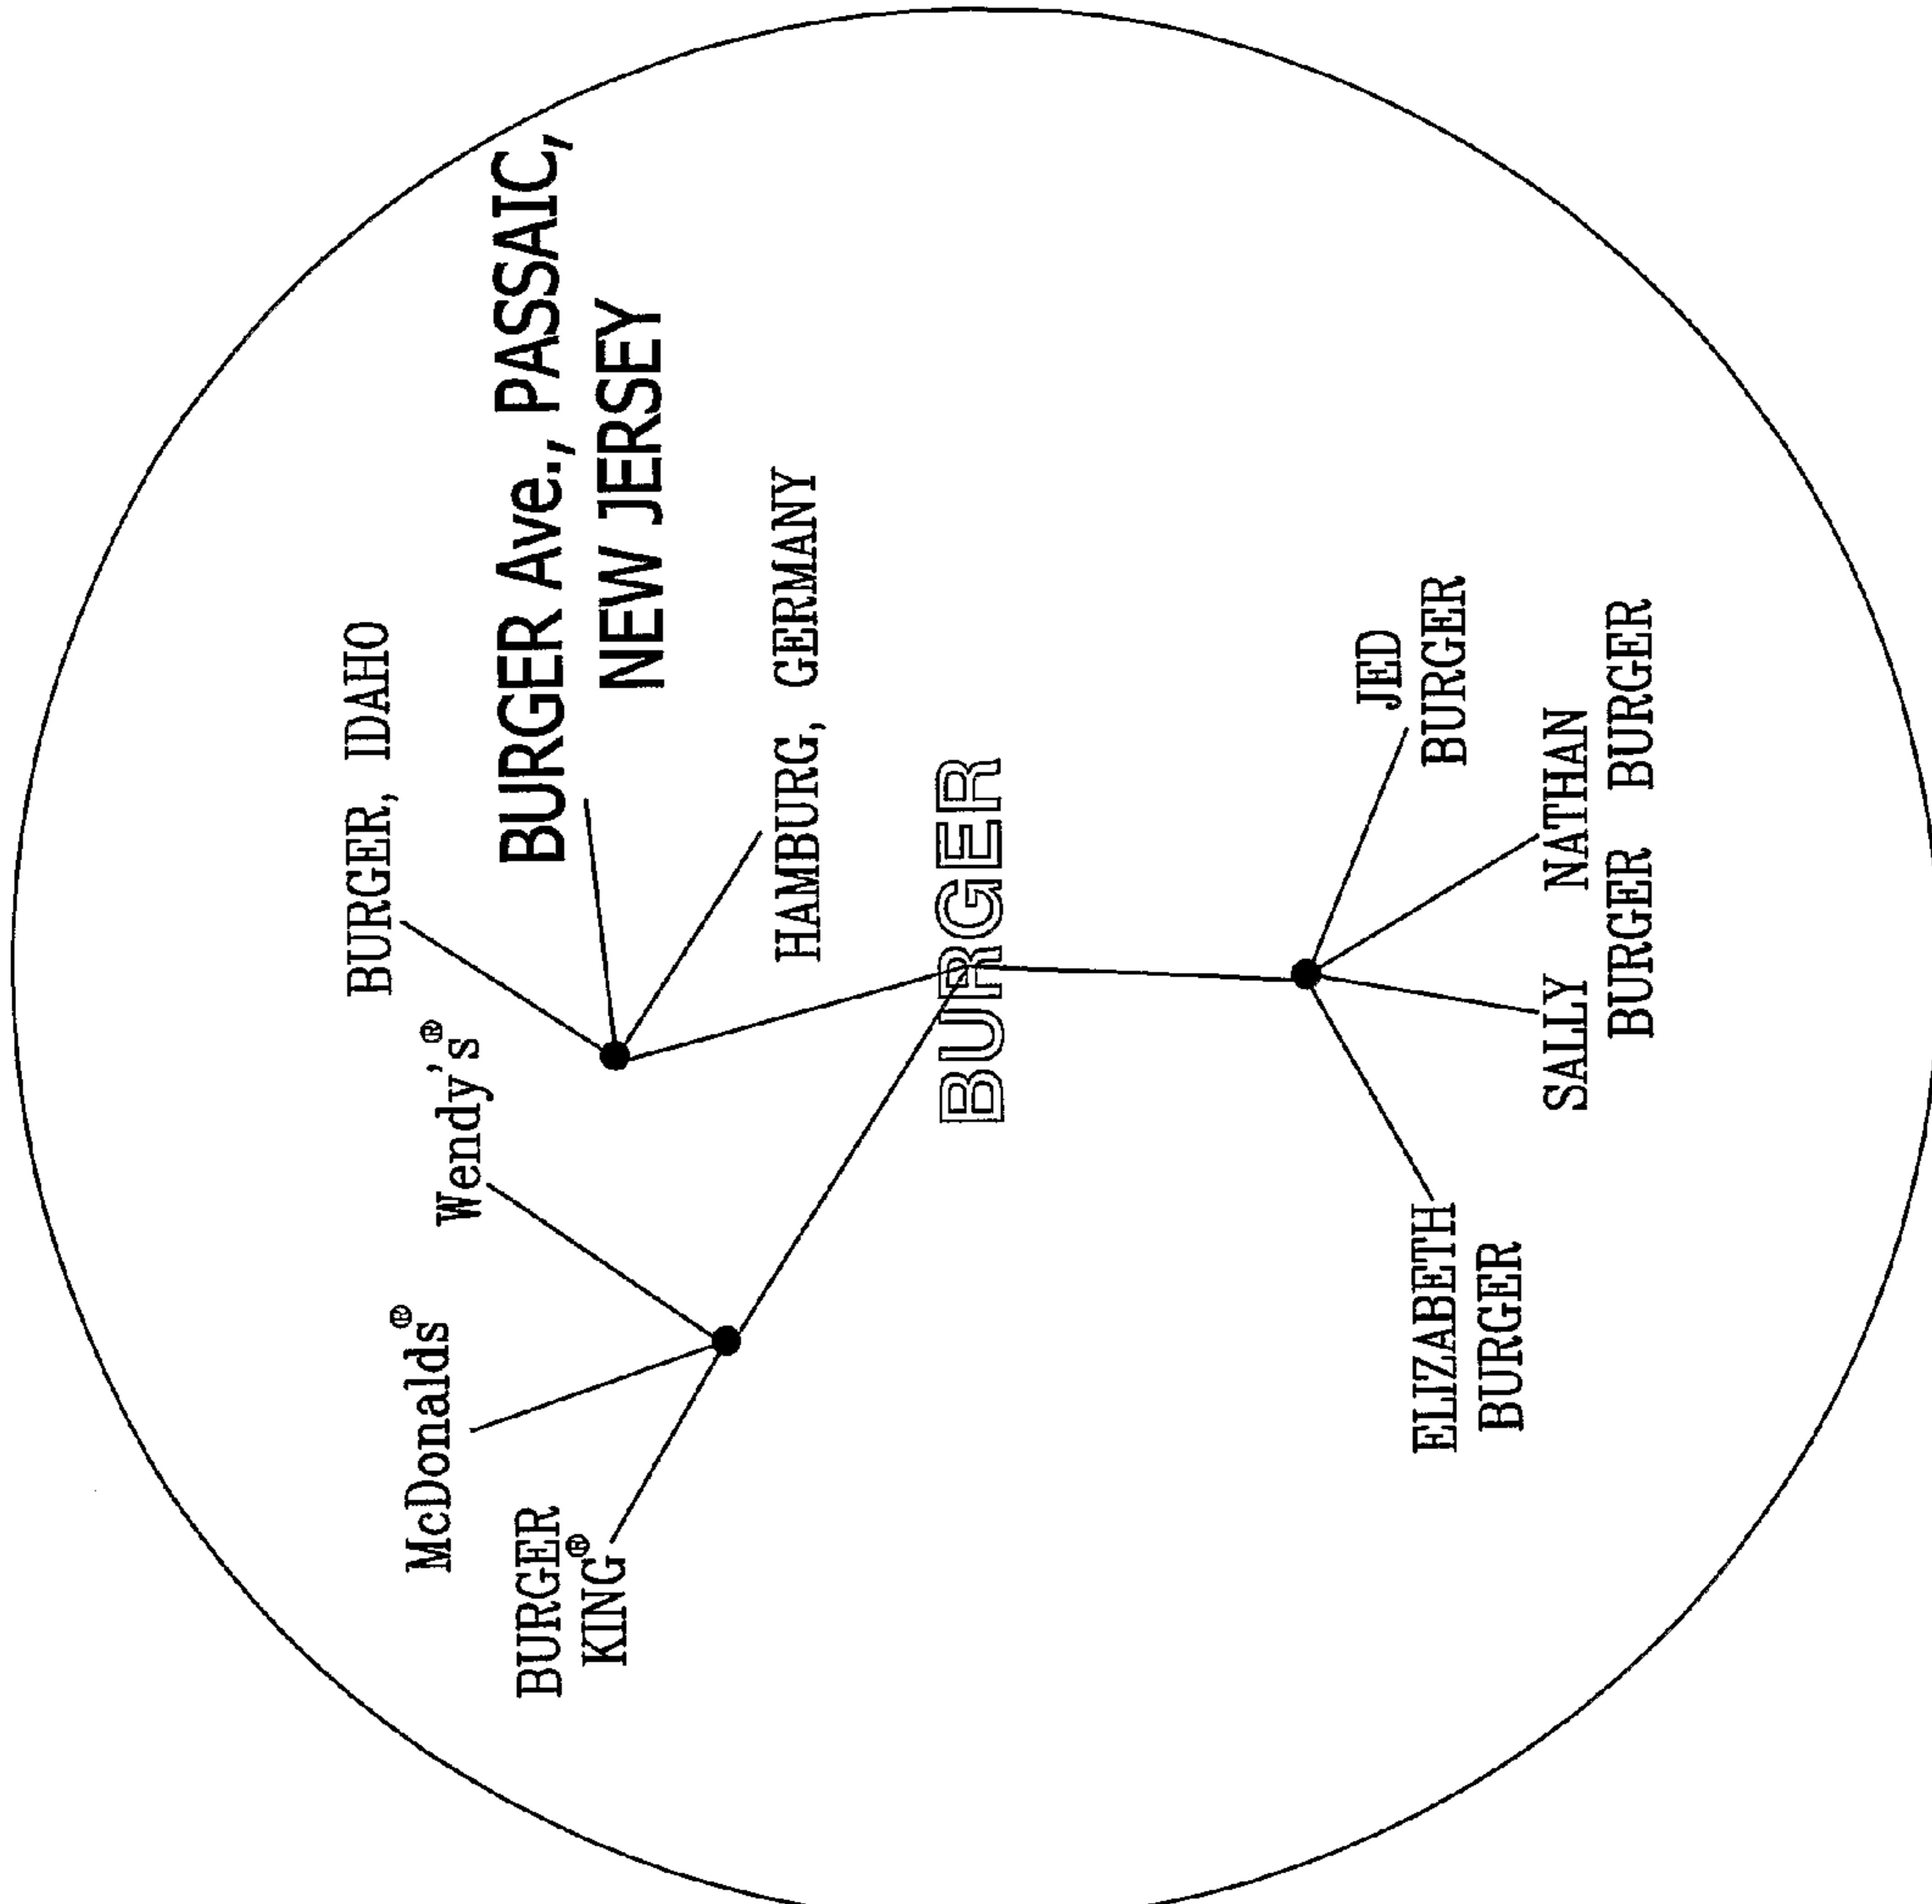 BURGER, IDAHO
BURGER Ave., PASSAIC,
NEW JERSEY
HAMBURG, GERMANY
Wendy's®
McDonalds®
BURGER
KING®
BURGER
JED
BURGER
NATHAN
BURGER
SALLY
BURGER
ELIZABETH
BURGER